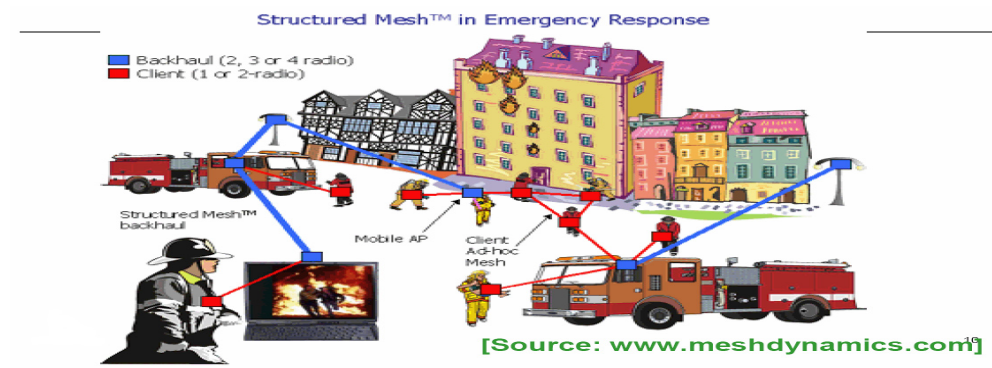 Structured Mesh™ in Emergency Response
Backhaul (2, 3 or 4 radio)
Client (1 or 2-radio)
Structured Mesh™
backhaul
Mobile AP
Client
Ad-hoc
Mesh
[Source: www.meshdynamics.com]